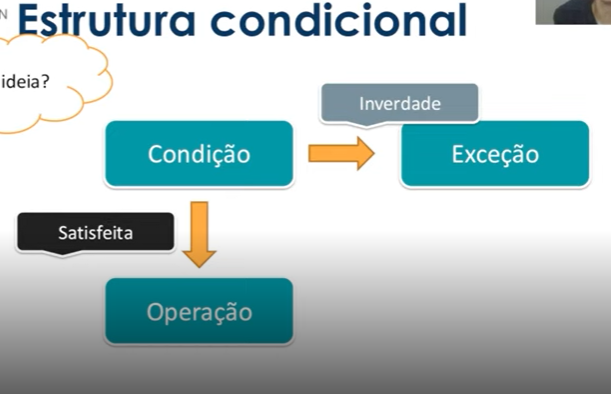 N
Estrutura condicional
ideia?
Inverdade
Condição
Exceção
Satisfeita
Operação